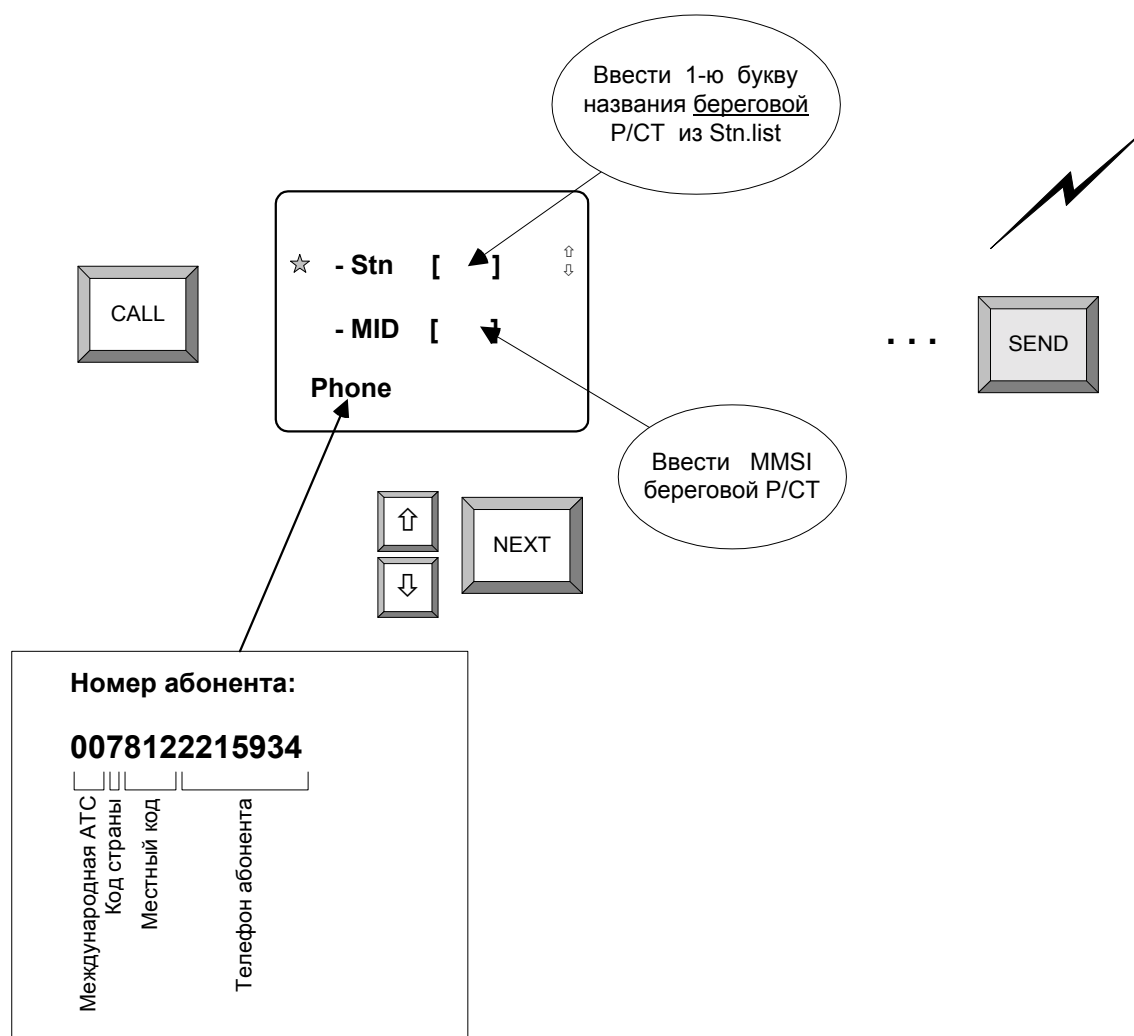 Ввести 1-ю букву
названия береговой
Р/СТ из Stn.list
CALL
- Stn [ ]
- MID [ ]
Phone
. . .
SEND
Ввести MMSI
береговой Р/СТ
NEXT
Номер абонента:
0078122215934
Международная АТС
Код страны
Местный код
Телефон абонента